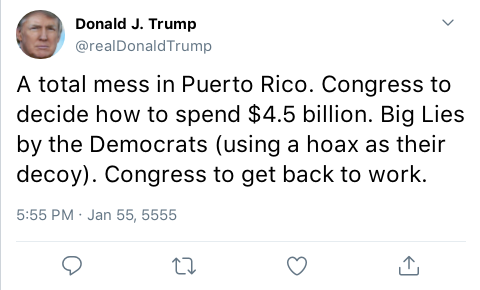 Donald J. Trump
@realDonaldTrump
A total mess in Puerto Rico. Congress to
decide how to spend $4.5 billion. Big Lies
by the Democrats (using a hoax as their
decoy). Congress to get back to work.
5:55 PM · Jan 55, 5555